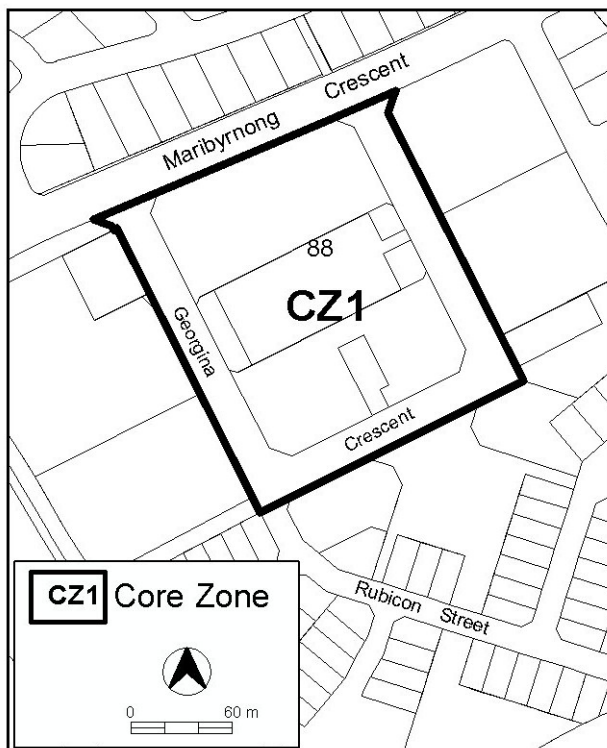 Maribyrnong Crescent
88
CZ1
Georgina
Crescent
Rubicon Street
CZ1 Core Zone
0 60 m